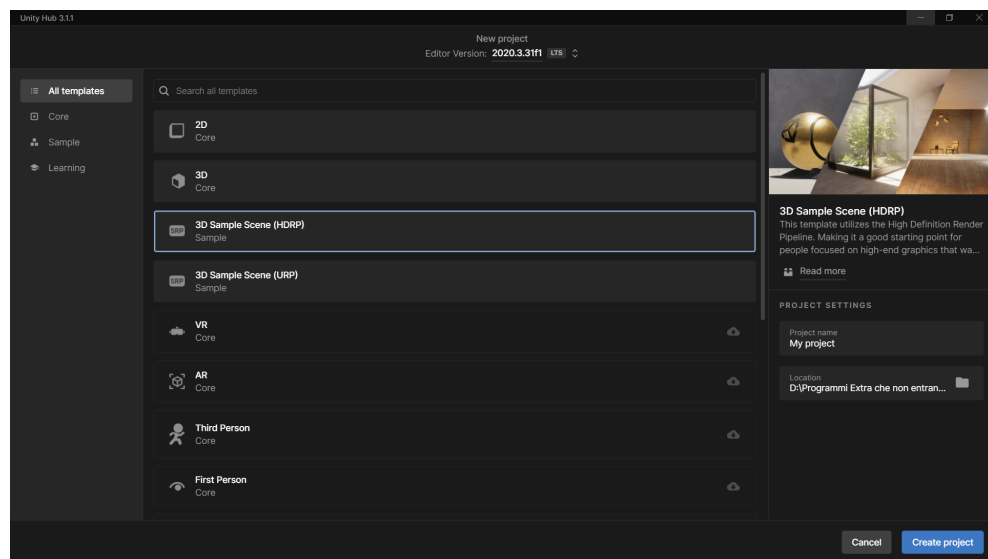 Unity Hub 3.1.1
New project
Editor Version: 2020.3.31f1 LTS
All templates
Core
Sample
Learning
Search all templates
2D
Core
3D
Core
SRP
3D Sample Scene (HDRP)
Sample
SRP
3D Sample Scene (URP)
Sample
VR
Core
AR
Core
Third Person
Core
First Person
Core
3D Sample Scene (HDRP)
This template utilizes the High Definition Render
Pipeline. Making it a good starting point for
people focused on high-end graphics that wa...
Read more
PROJECT SETTINGS
Project name
My project
Location
D:\Programmi Extra che non entran...
Cancel
Create project